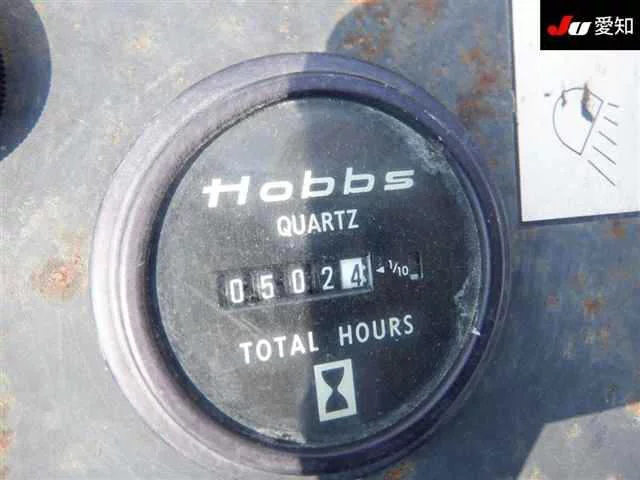 JU 愛知
Hobbs
QUARTZ
05024 ◄ 1/10
TOTAL HOURS